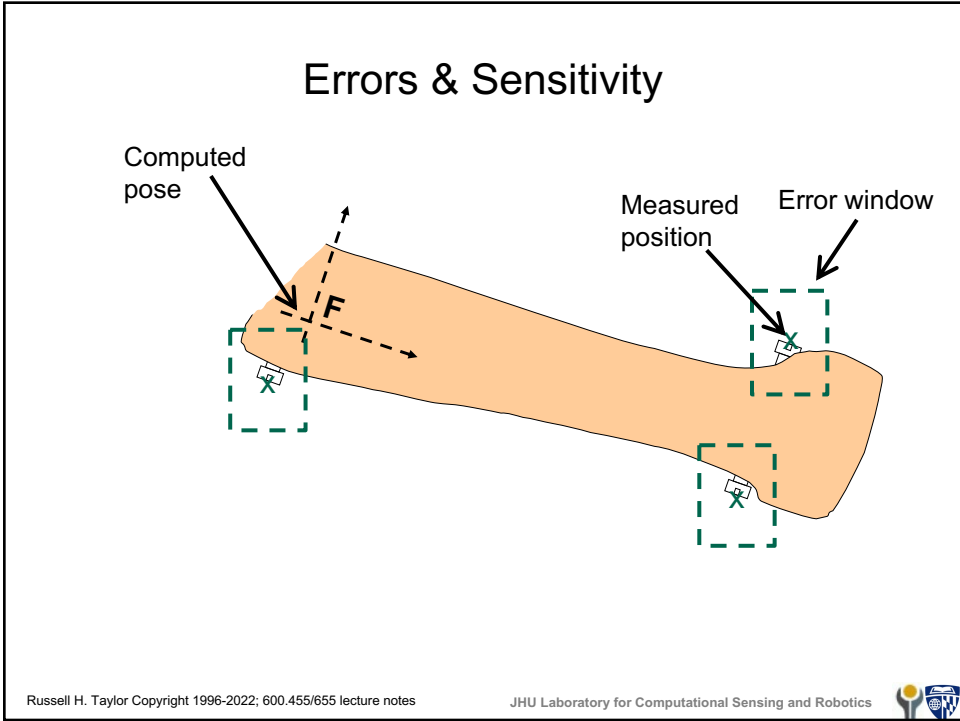 Errors & Sensitivity
Computed
pose
Measured
position
Error window
F
x
x
x
Russell H. Taylor Copyright 1996-2022; 600.455/655 lecture notes
JHU Laboratory for Computational Sensing and Robotics